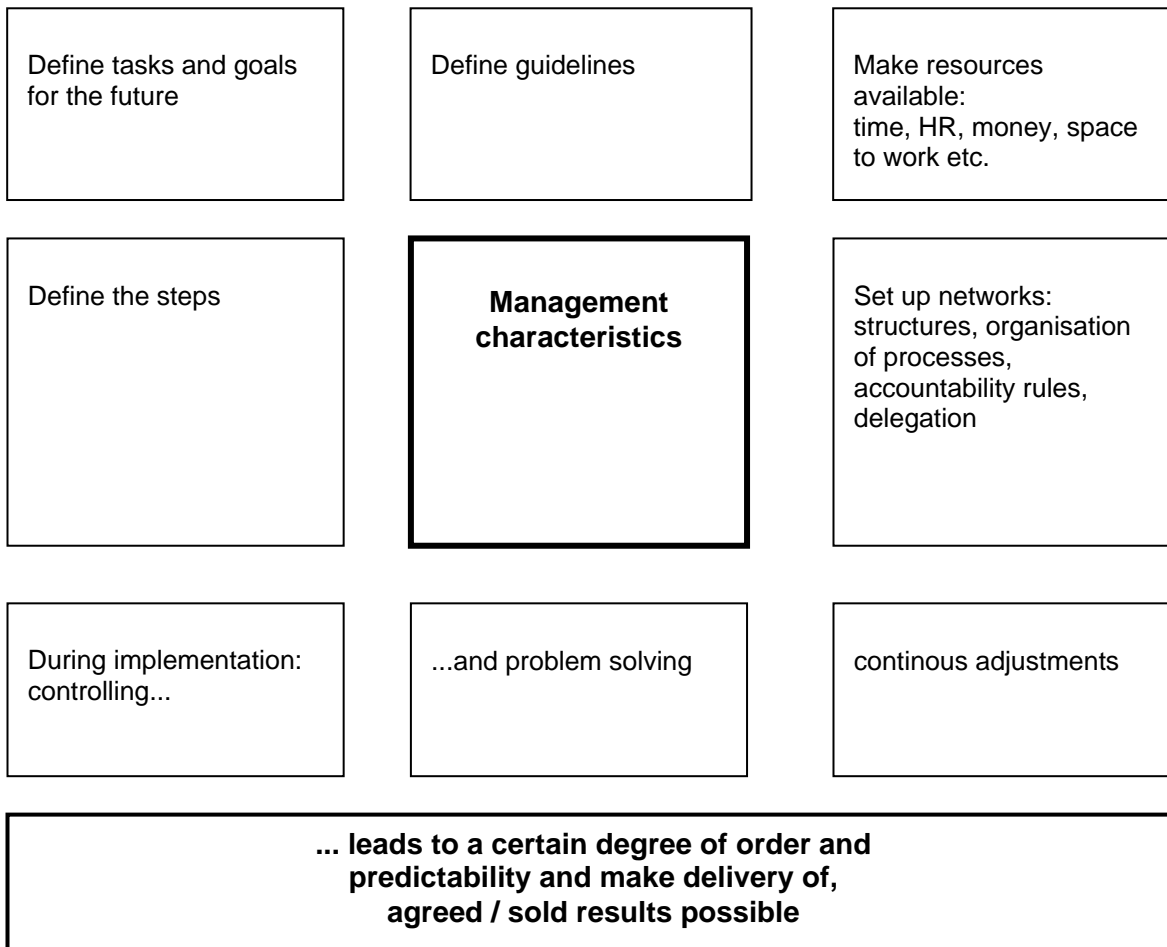 Define tasks and goals
for the future
Define guidelines
Make resources
available:
time, HR, money, space
to work etc.
Define the steps
Management
characteristics
Set up networks:
structures, organisation
of processes,
accountability rules,
delegation
During implementation:
controlling...
...and problem solving
continous adjustments
... leads to a certain degree of order and
predictability and make delivery of,
agreed / sold results possible